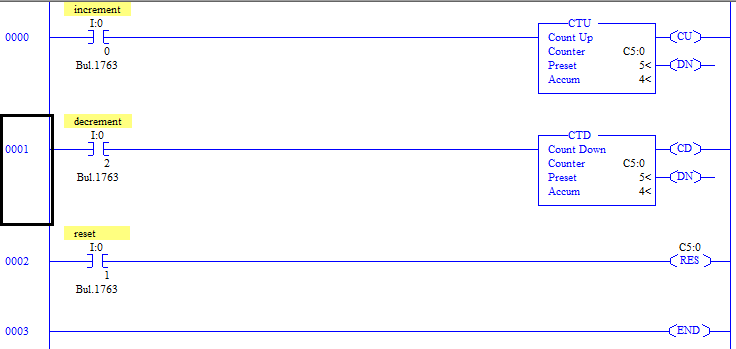 increment
I:0
0000
0
Bul.1763
CTU
Count Up
Counter C5:0
Preset 5<
Accum 4<
CU
DN
decrement
I:0
0001
2
Bul.1763
CTD
Count Down
Counter C5:0
Preset 5<
Accum 4<
CD
DN
reset
I:0
0002
1
Bul.1763
C5:0
RES
0003
END